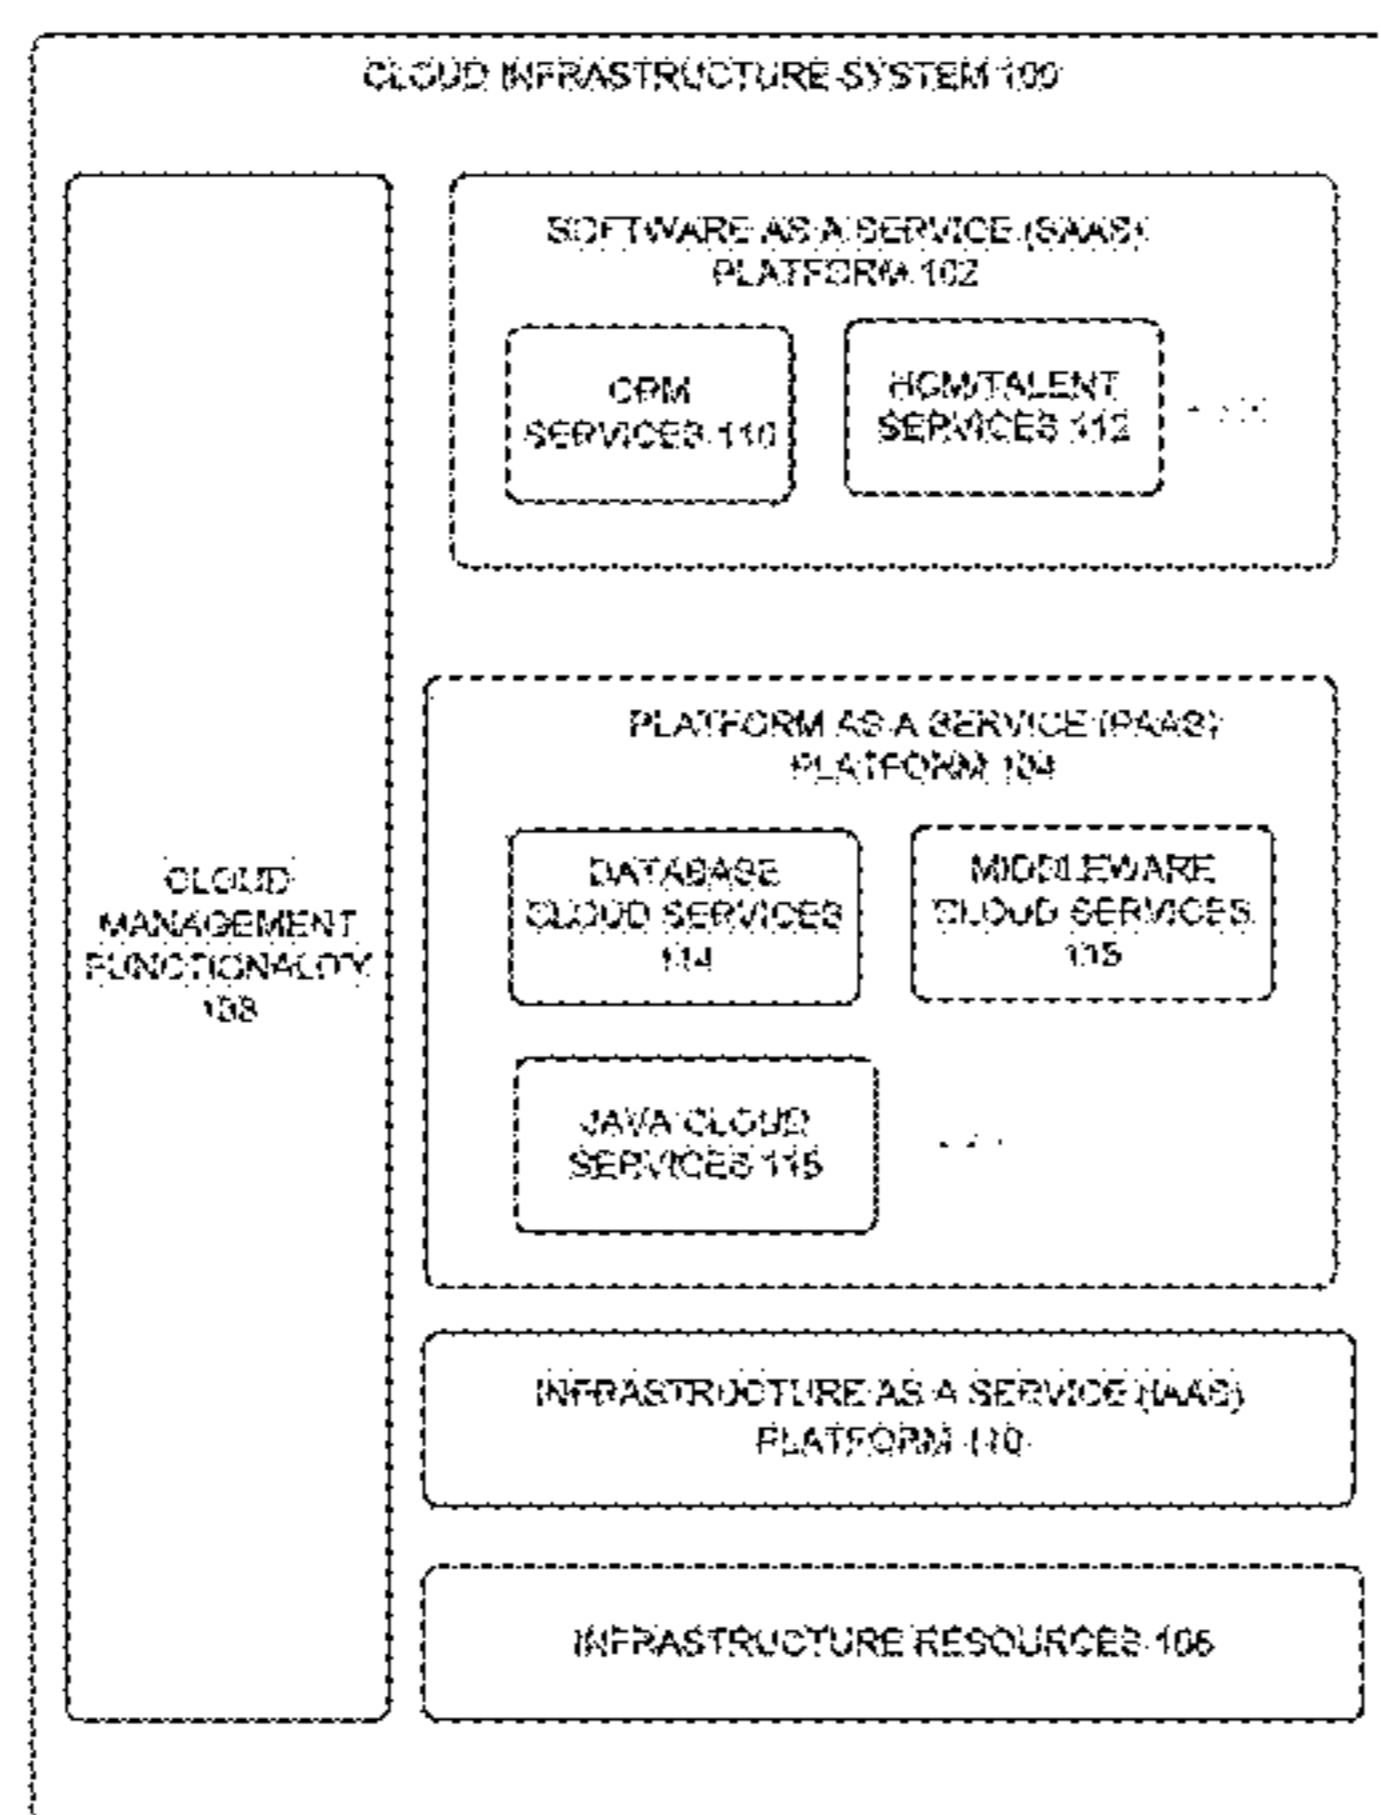 CLOUD INFRASTRUCTURE SYSTEM 100
SOFTWARE AS A SERVICE (SAAS)
PLATFORM 102
CRM
SERVICES 110
HCM/TALENT
SERVICES 112
PLATFORM AS A SERVICE (PAAS)
PLATFORM 104
DATABASE
CLOUD SERVICES
114
MIDDLEWARE
CLOUD SERVICES
CLOUD
MANAGEMENT
FUNCTIONALITY
108
JAVA CLOUD
SERVICES
INFRASTRUCTURE AS A SERVICE (IAAS)
PLATFORM 110
INFRASTRUCTURE RESOURCES 106